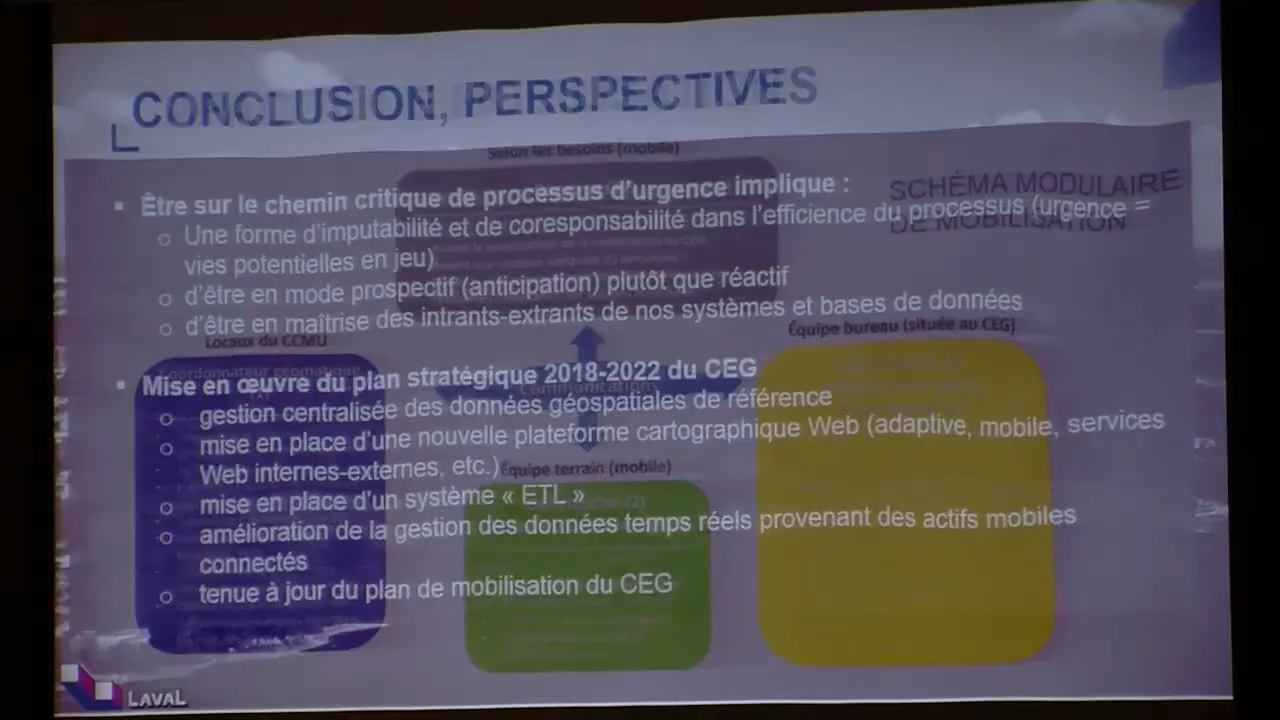 CONCLUSION, PERSPECTIVES
Selon les besoins (mobile)
SCHÉMA MODULAIRE
DE MOBILISATION
▪ Être sur le chemin critique de processus d'urgence implique :
o Une forme d'imputabilité et de coresponsabilité dans l'efficience du processus (urgence =
vies potentielles en jeu)
o d'être en mode prospectif (anticipation) plutôt que réactif
o d'être en maîtrise des intrants-extrants de nos systèmes et bases de données
Locaux du CCMU
Équipe bureau (située au CEG)
Coordonnateur géomatique
Communications
▪ Mise en œuvre du plan stratégique 2018-2022 du CEG
o gestion centralisée des données géospatiales de référence
o mise en place d'une nouvelle plateforme cartographique Web (adaptive, mobile, services
Web internes-externes, etc.)
Équipe terrain (mobile)
o mise en place d'un système « ETL »
o amélioration de la gestion des données temps réels provenant des actifs mobiles
connectés
o tenue à jour du plan de mobilisation du CEG
LAVAL